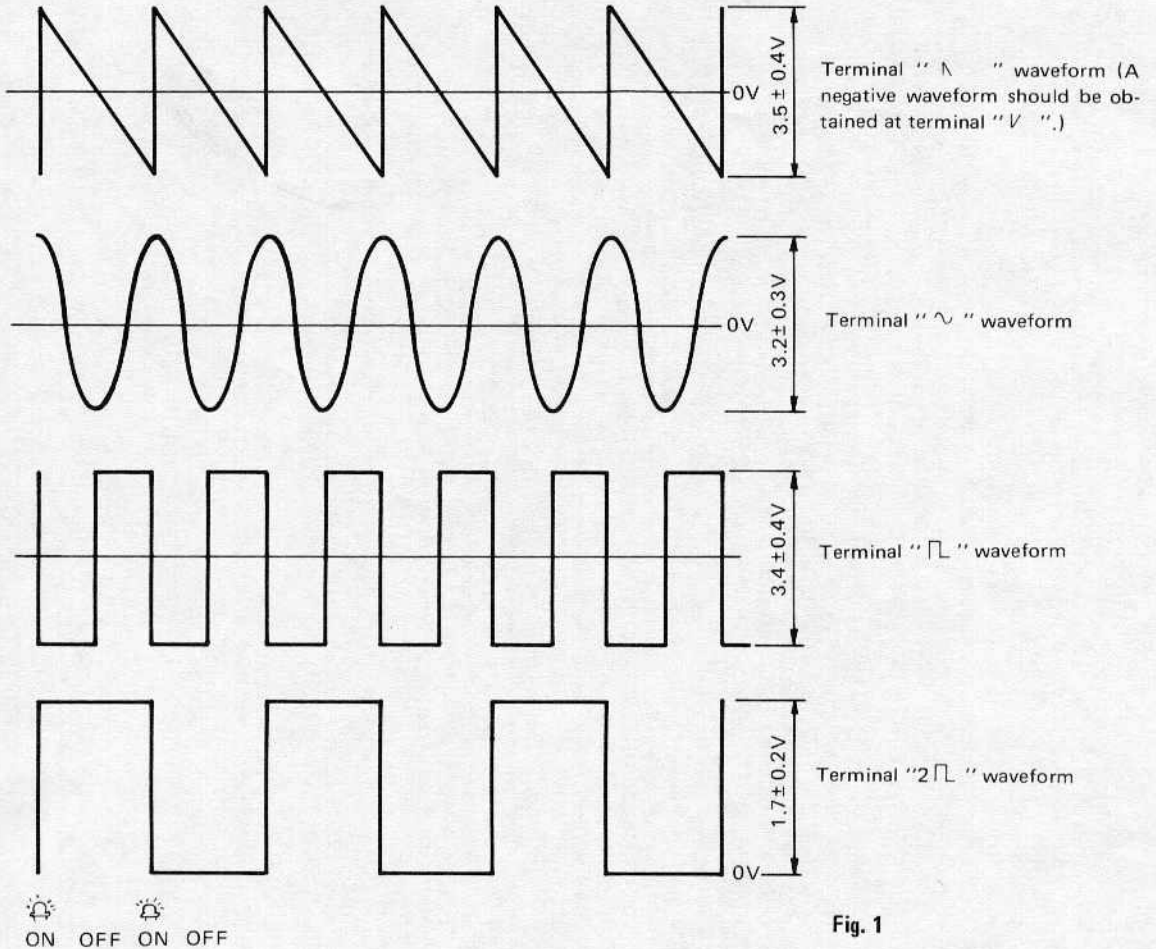 0V
3.5 ± 0.4V
Terminal " " waveform (A
negative waveform should be ob-
tained at terminal " ".)
0V
3.2 ± 0.3V
Terminal " ∿ " waveform
3.4 ± 0.4V
Terminal " ⎍ " waveform
1.7 ± 0.2V
Terminal "2 ⎍ " waveform
0V
ON OFF ON OFF
Fig. 1